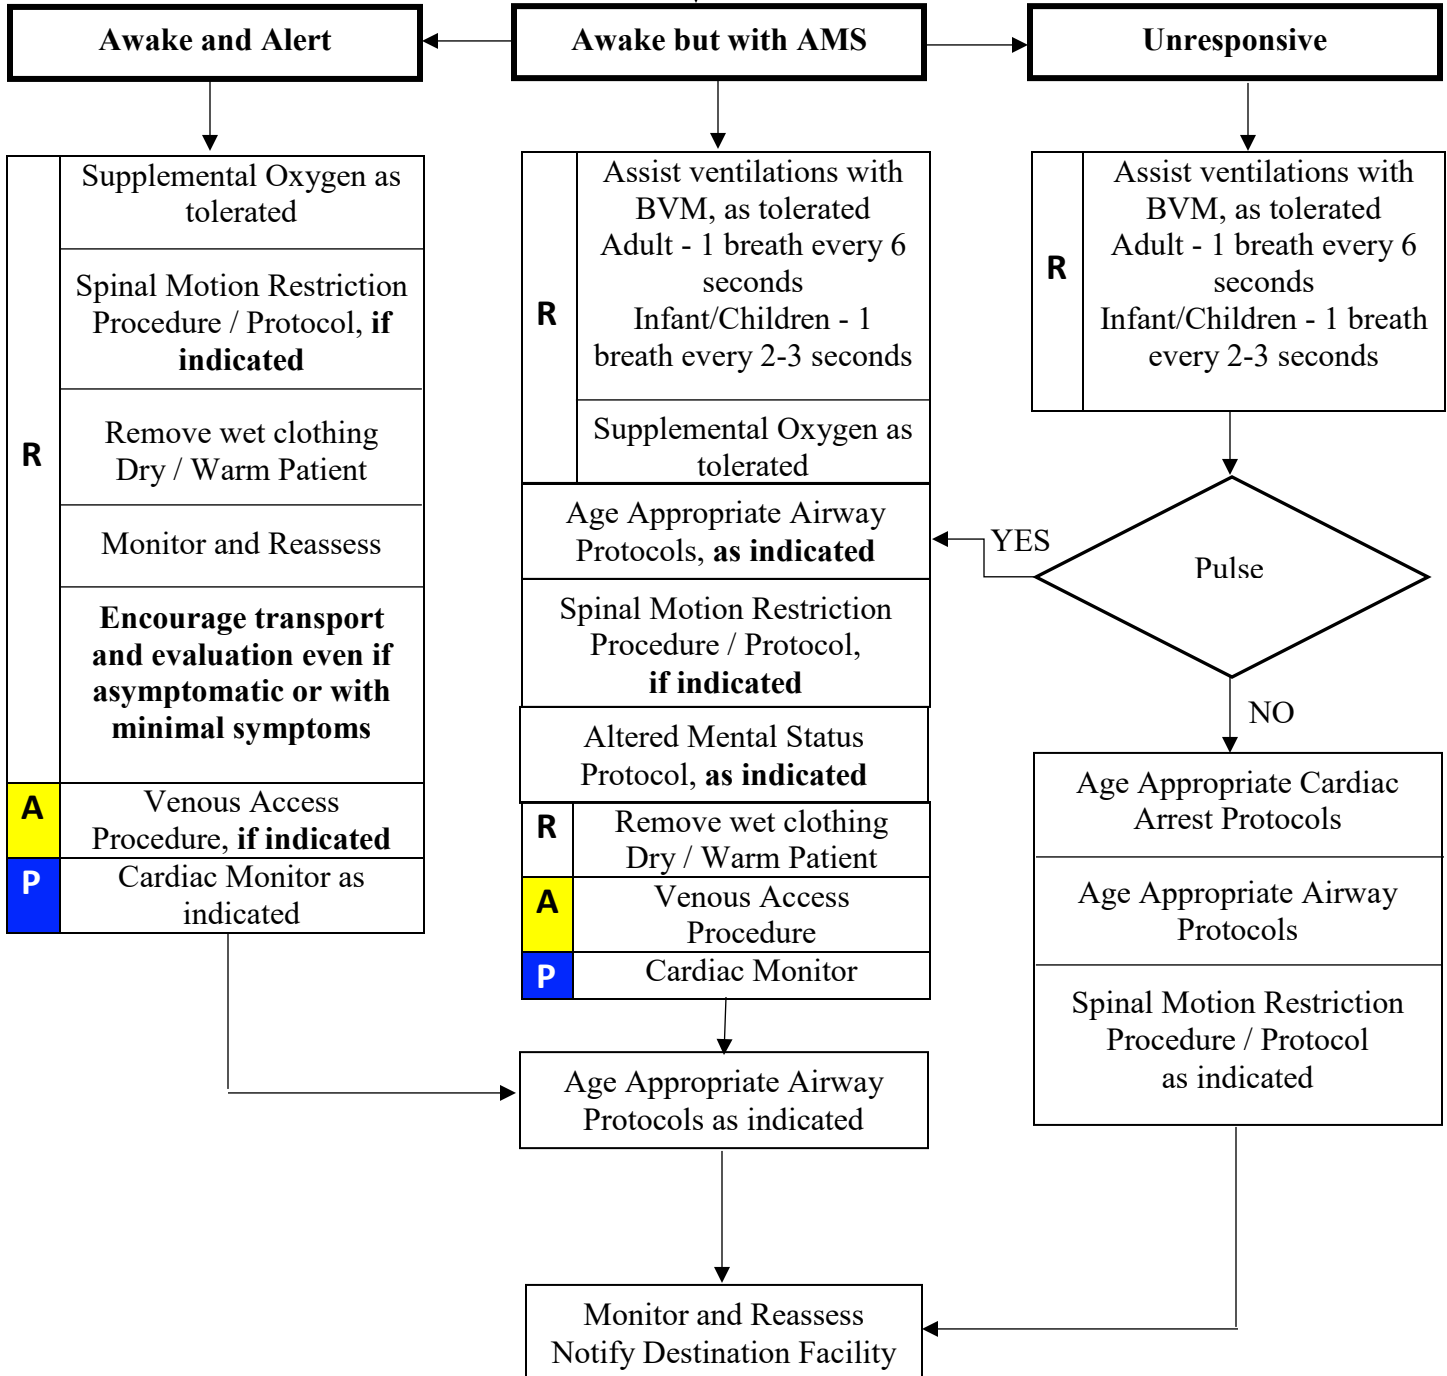 Awake and Alert
Awake but with AMS
Unresponsive
R
Supplemental Oxygen as
tolerated
Spinal Motion Restriction
Procedure / Protocol, if
indicated
Remove wet clothing
Dry / Warm Patient
Monitor and Reassess
Encourage transport
and evaluation even if
asymptomatic or with
minimal symptoms
A
Venous Access
Procedure, if indicated
P
Cardiac Monitor as
indicated
R
Assist ventilations with
BVM, as tolerated
Adult - 1 breath every 6
seconds
Infant/Children - 1
breath every 2-3 seconds
Supplemental Oxygen as
tolerated
Age Appropriate Airway
Protocols, as indicated
Spinal Motion Restriction
Procedure / Protocol,
if indicated
Altered Mental Status
Protocol, as indicated
R
Remove wet clothing
Dry / Warm Patient
A
Venous Access
Procedure
P
Cardiac Monitor
Age Appropriate Airway
Protocols as indicated
R
Assist ventilations with
BVM, as tolerated
Adult - 1 breath every 6
seconds
Infant/Children - 1 breath
every 2-3 seconds
YES
Pulse
NO
Age Appropriate Cardiac
Arrest Protocols
Age Appropriate Airway
Protocols
Spinal Motion Restriction
Procedure / Protocol
as indicated
Monitor and Reassess
Notify Destination Facility